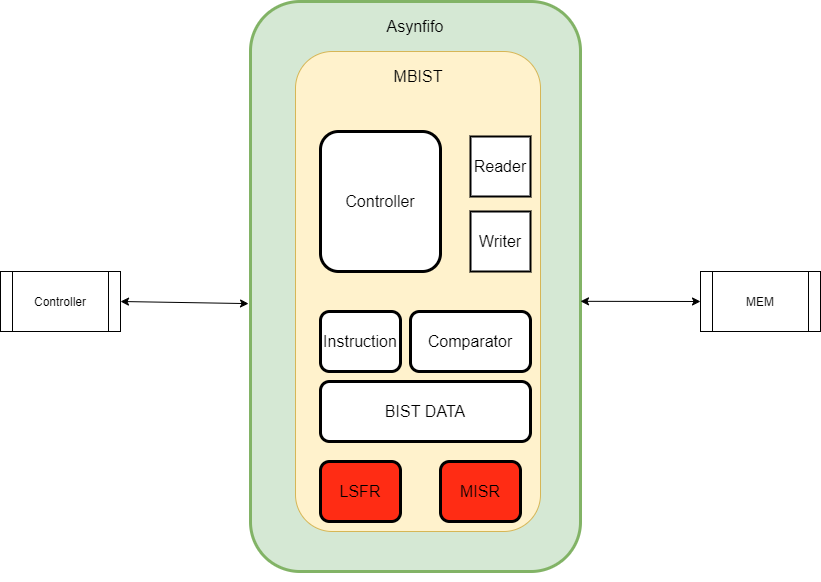 Asynfifo
MBIST
Controller
Reader
Writer
Controller
MEM
Instruction
Comparator
BIST DATA
LSFR
MISR